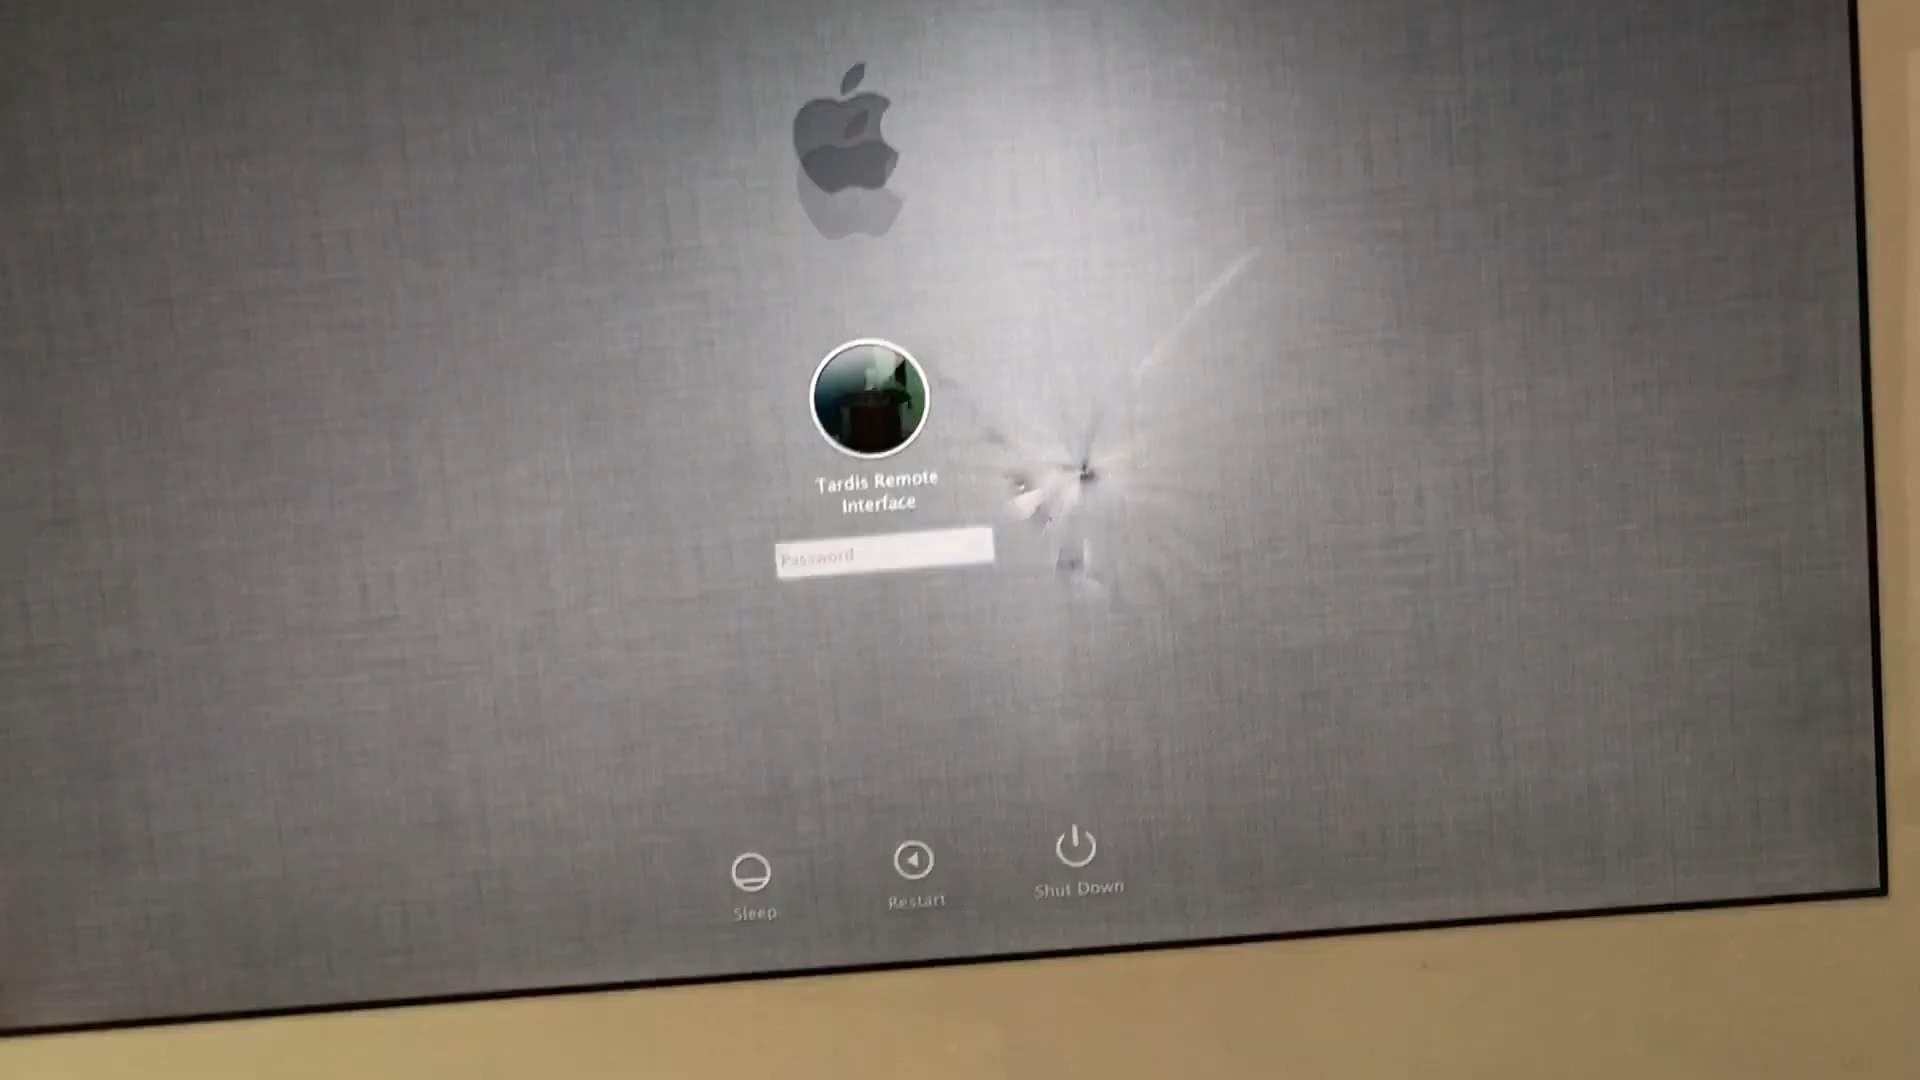 Tardis Remote
Interface
Password
Sleep
Restart
Shut Down